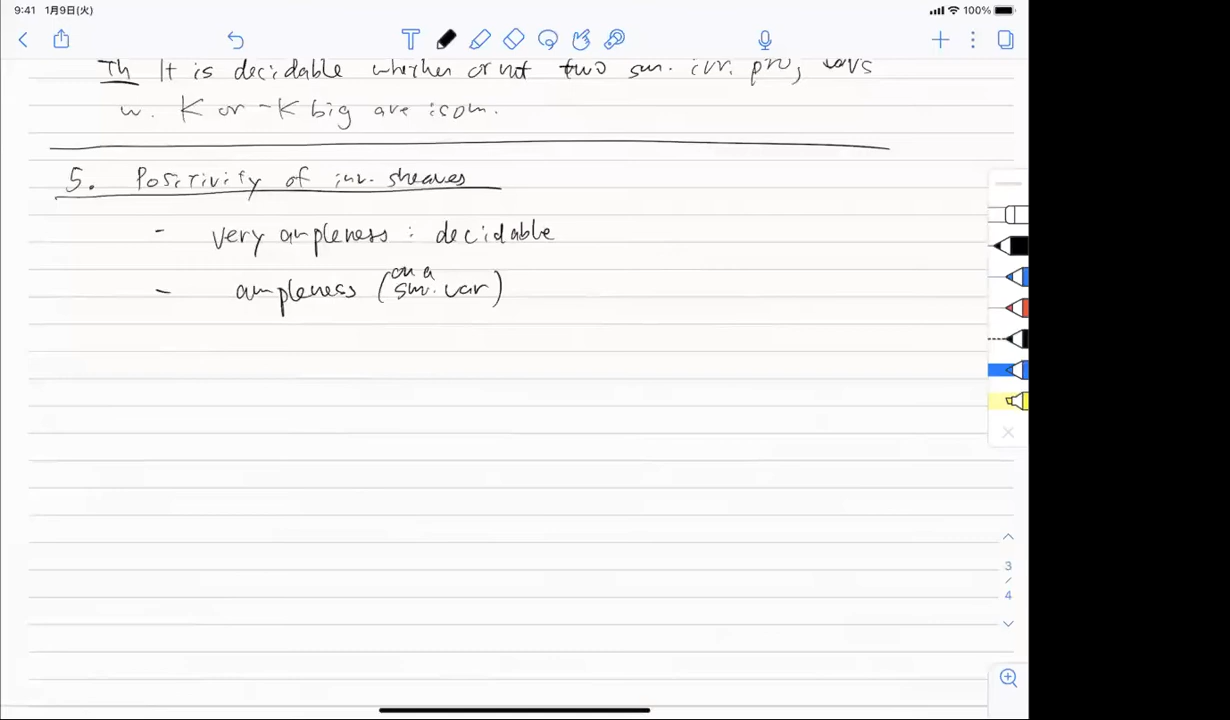 9:41 1月9日(火)
100%
Th It is decidable whether or not two sm. irr. proj vars
w. K or -K big are isom.
5. Positivity of inv. sheaves
- very ampleness : decidable
on a
- ampleness (sm. var)
3
/
4